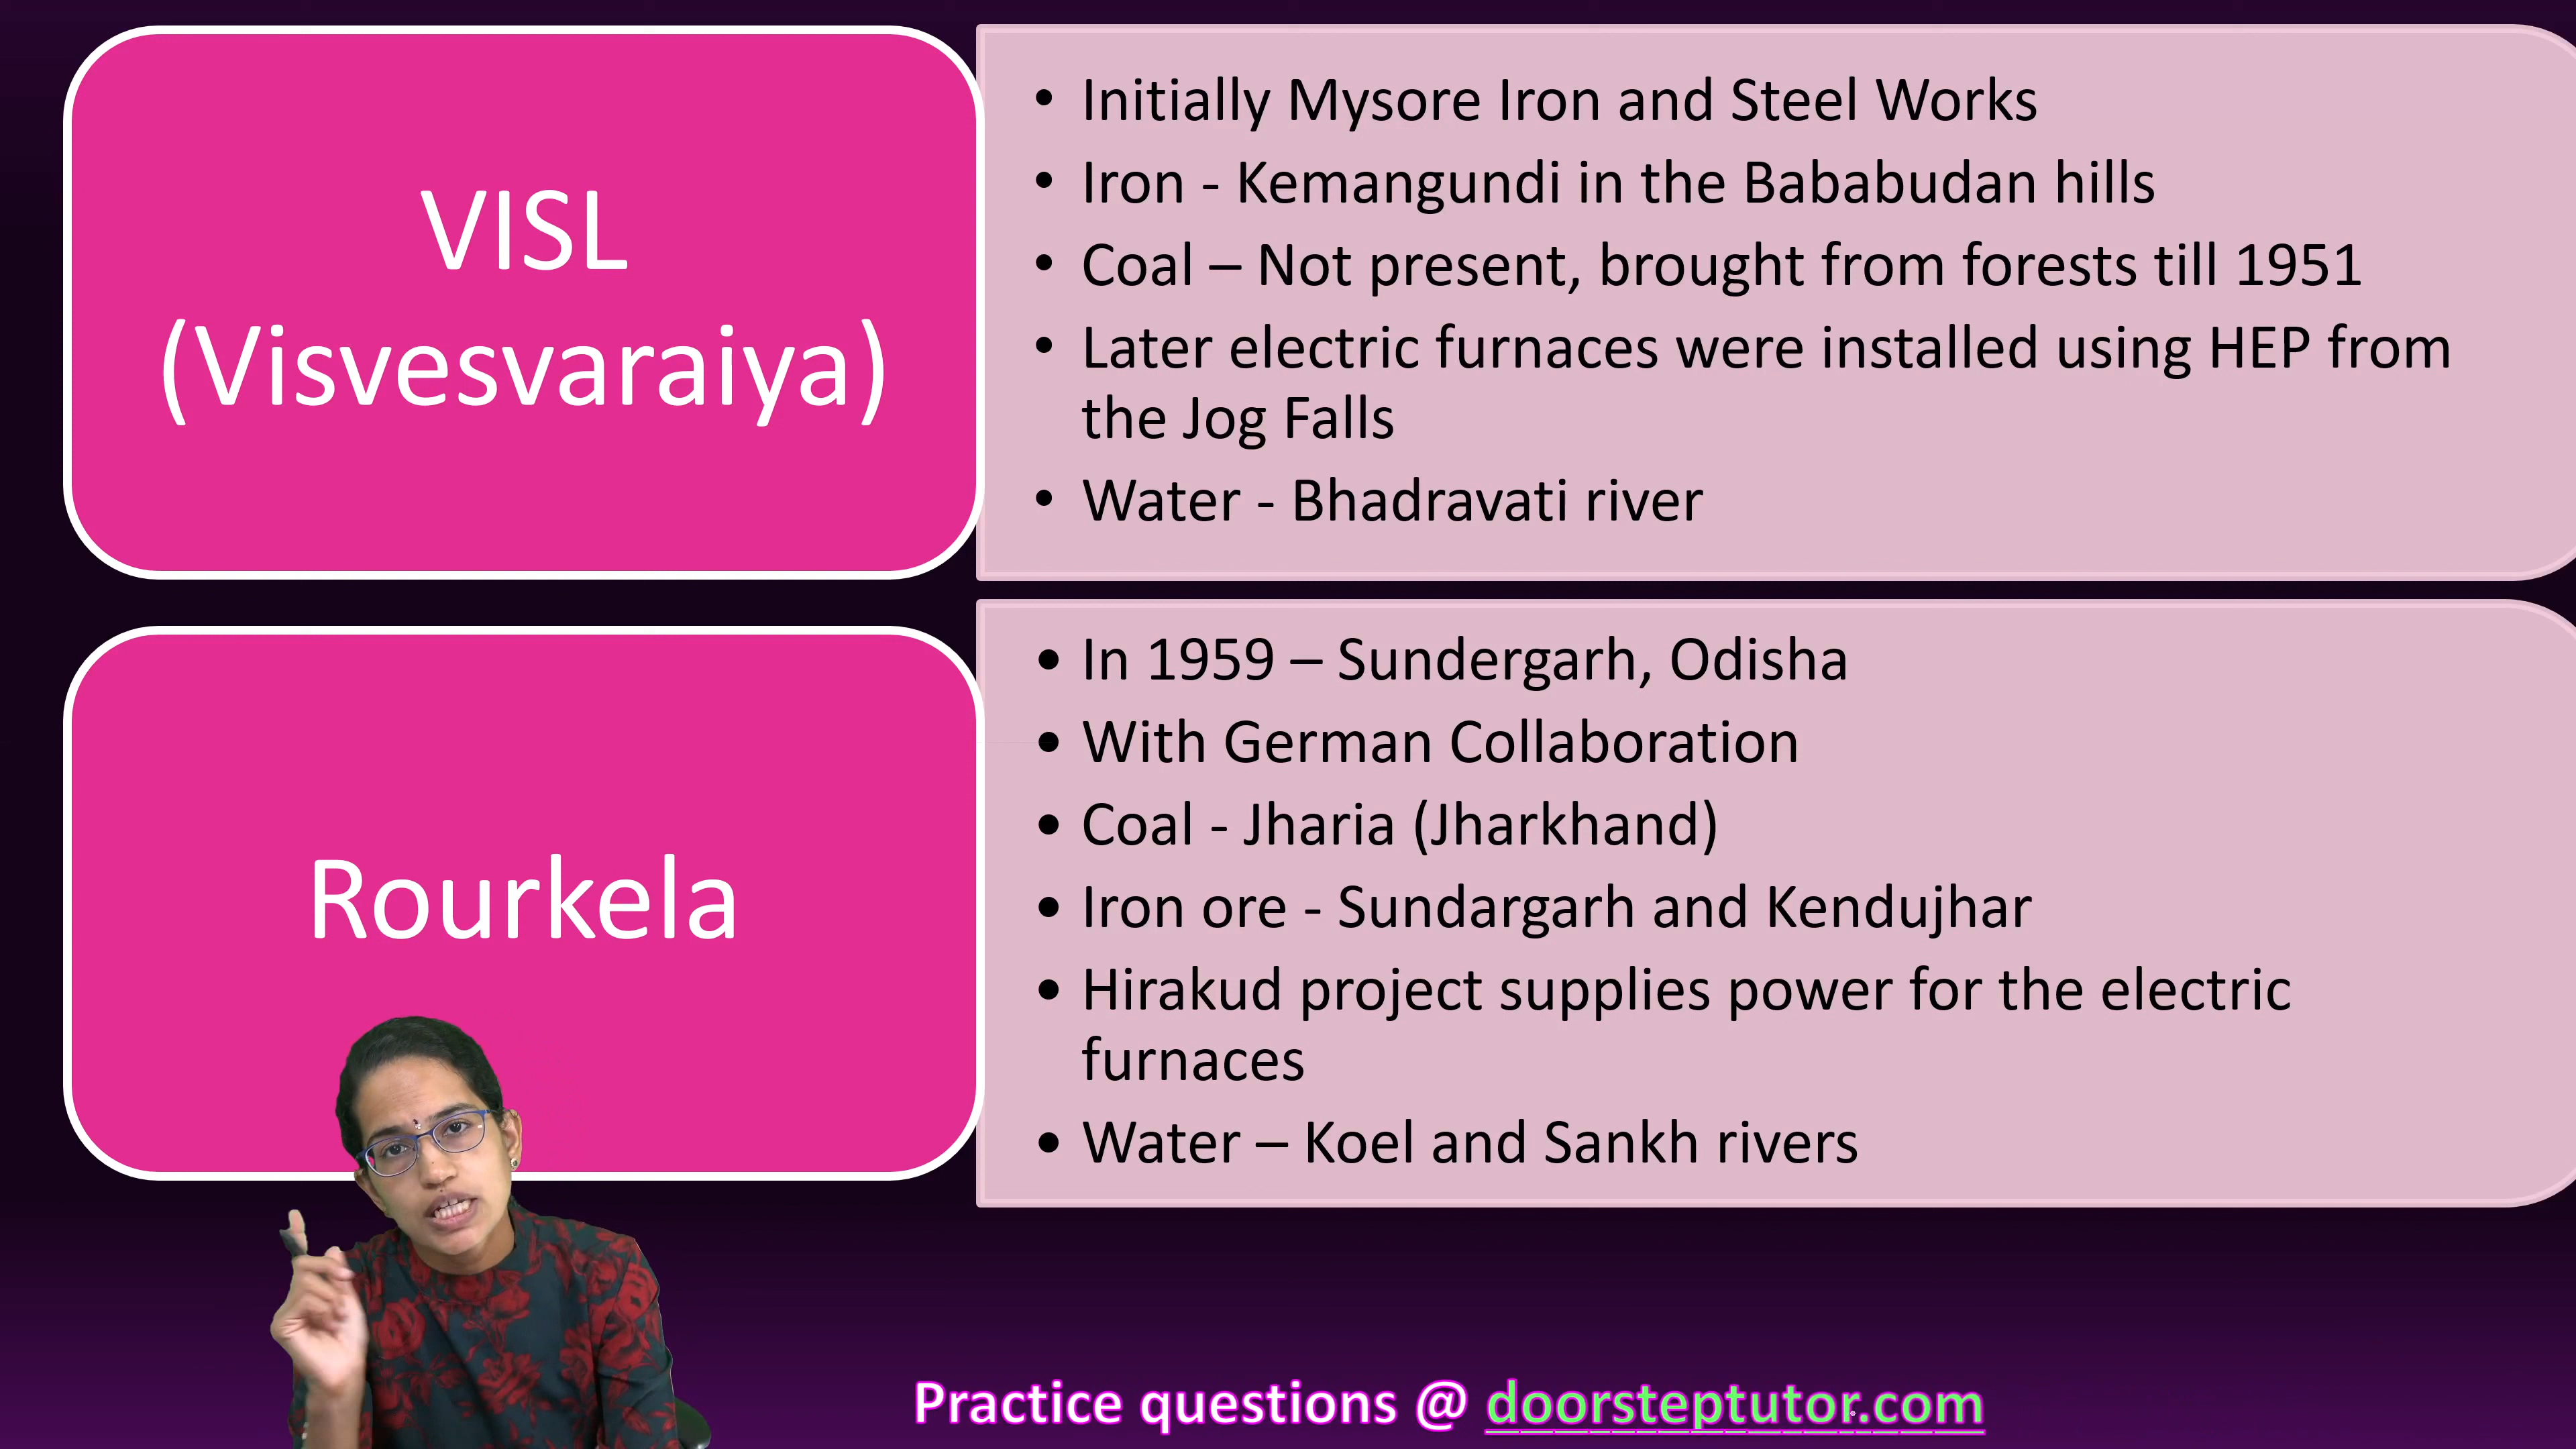 VISL
(Visvesvaraiya)
• Initially Mysore Iron and Steel Works
• Iron - Kemangundi in the Bababudan hills
• Coal – Not present, brought from forests till 1951
• Later electric furnaces were installed using HEP from
the Jog Falls
• Water - Bhadravati river
Rourkela
• In 1959 – Sundergarh, Odisha
• With German Collaboration
• Coal - Jharia (Jharkhand)
• Iron ore - Sundargarh and Kendujhar
• Hirakud project supplies power for the electric
furnaces
• Water – Koel and Sankh rivers
Practice questions @ doorsteptutor.com